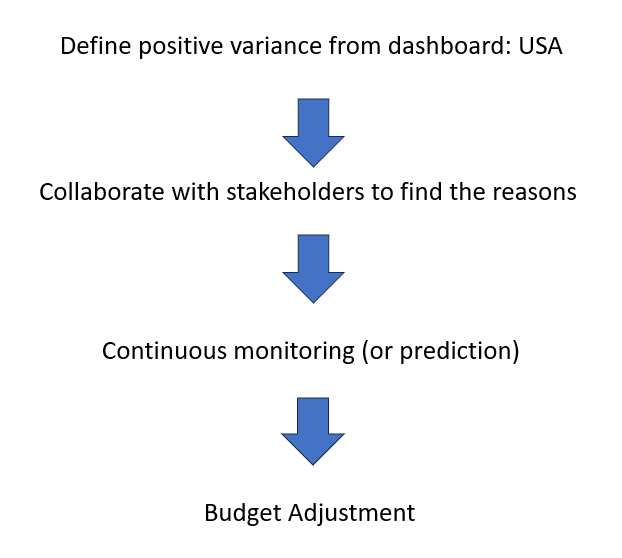 Define positive variance from dashboard: USA
Collaborate with stakeholders to find the reasons
Continuous monitoring (or prediction)
Budget Adjustment